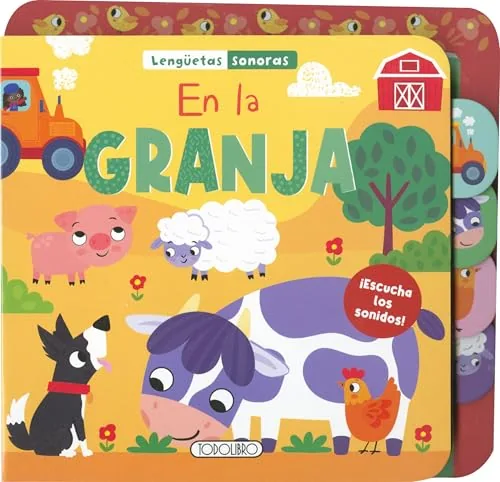 Lengüetas sonoras
En la
GRANJA
¡Escucha
los
sonidos!
TODOLIBRO